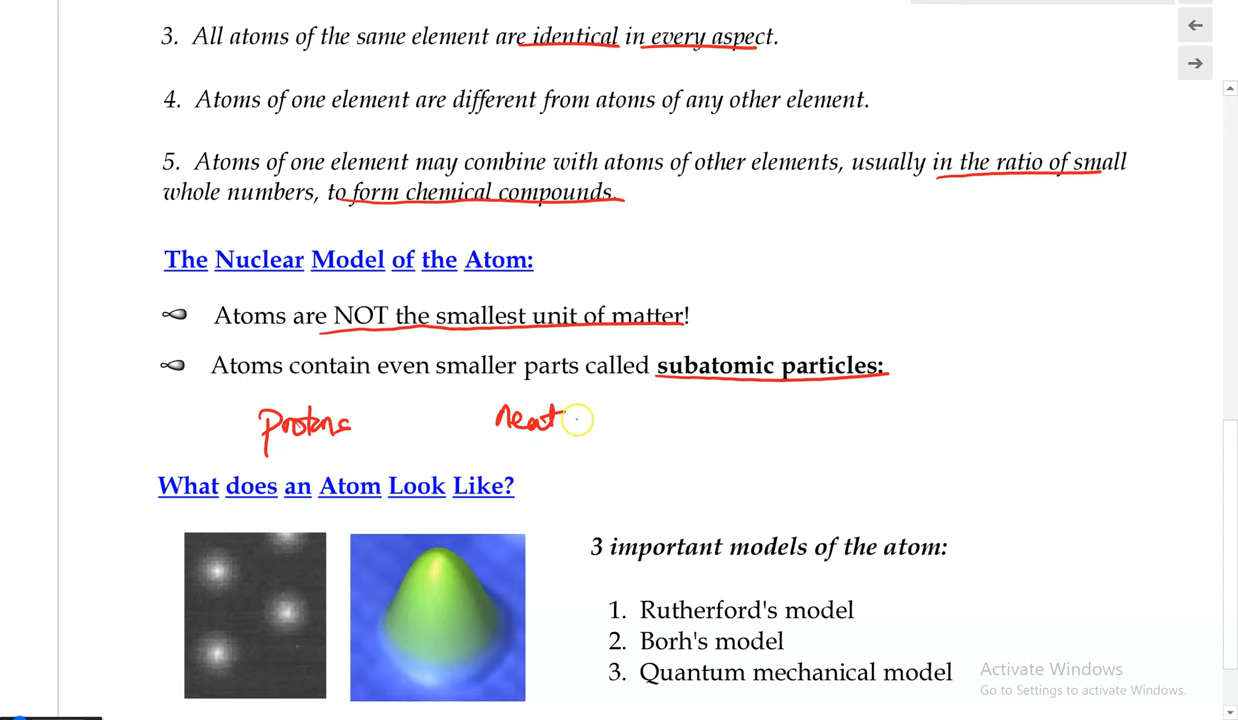 3. All atoms of the same element are identical in every aspect.
4. Atoms of one element are different from atoms of any other element.
5. Atoms of one element may combine with atoms of other elements, usually in the ratio of small
whole numbers, to form chemical compounds.
The Nuclear Model of the Atom:
Atoms are NOT the smallest unit of matter!
Atoms contain even smaller parts called subatomic particles:
Protons neut
What does an Atom Look Like?
3 important models of the atom:
1. Rutherford's model
2. Borh's model
3. Quantum mechanical model
Activate Windows
Go to Settings to activate Windows.